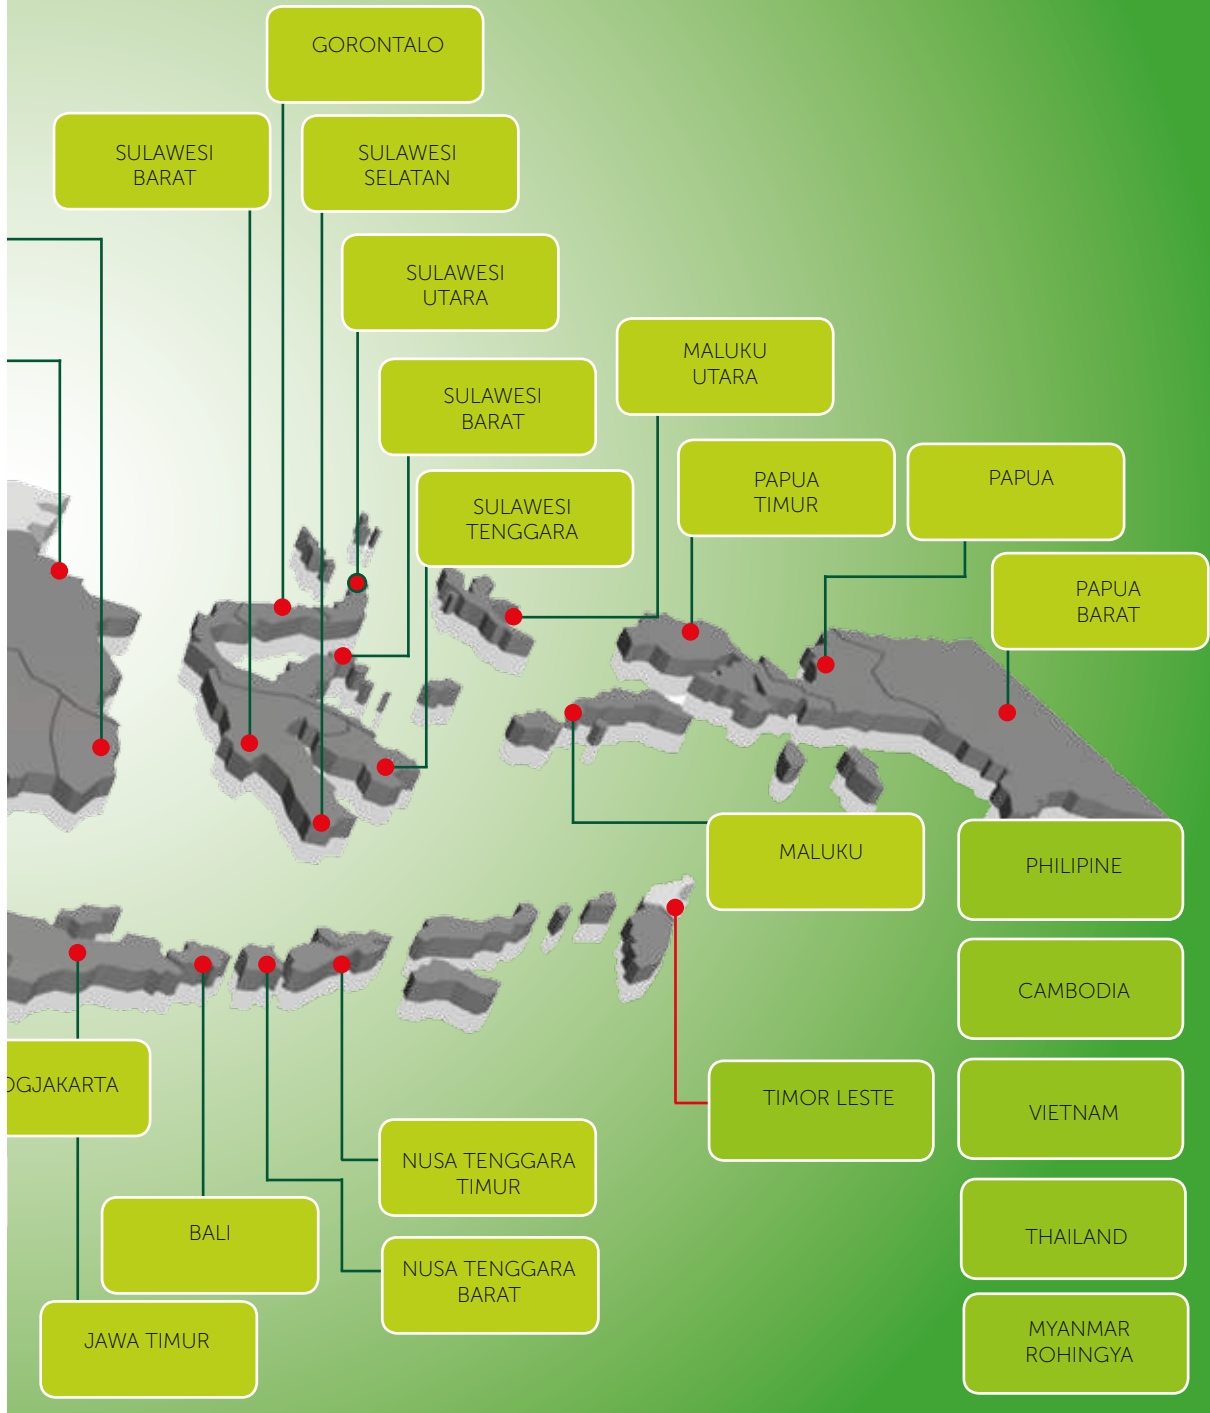 GORONTALO
SULAWESI
BARAT
SULAWESI
SELATAN
SULAWESI
UTARA
MALUKU
UTARA
SULAWESI
BARAT
PAPUA
TIMUR
PAPUA
SULAWESI
TENGGARA
PAPUA
BARAT
MALUKU
PHILIPINE
CAMBODIA
OGJAKARTA
TIMOR LESTE
VIETNAM
NUSA TENGGARA
TIMUR
BALI
THAILAND
NUSA TENGGARA
BARAT
JAWA TIMUR
MYANMAR
ROHINGYA